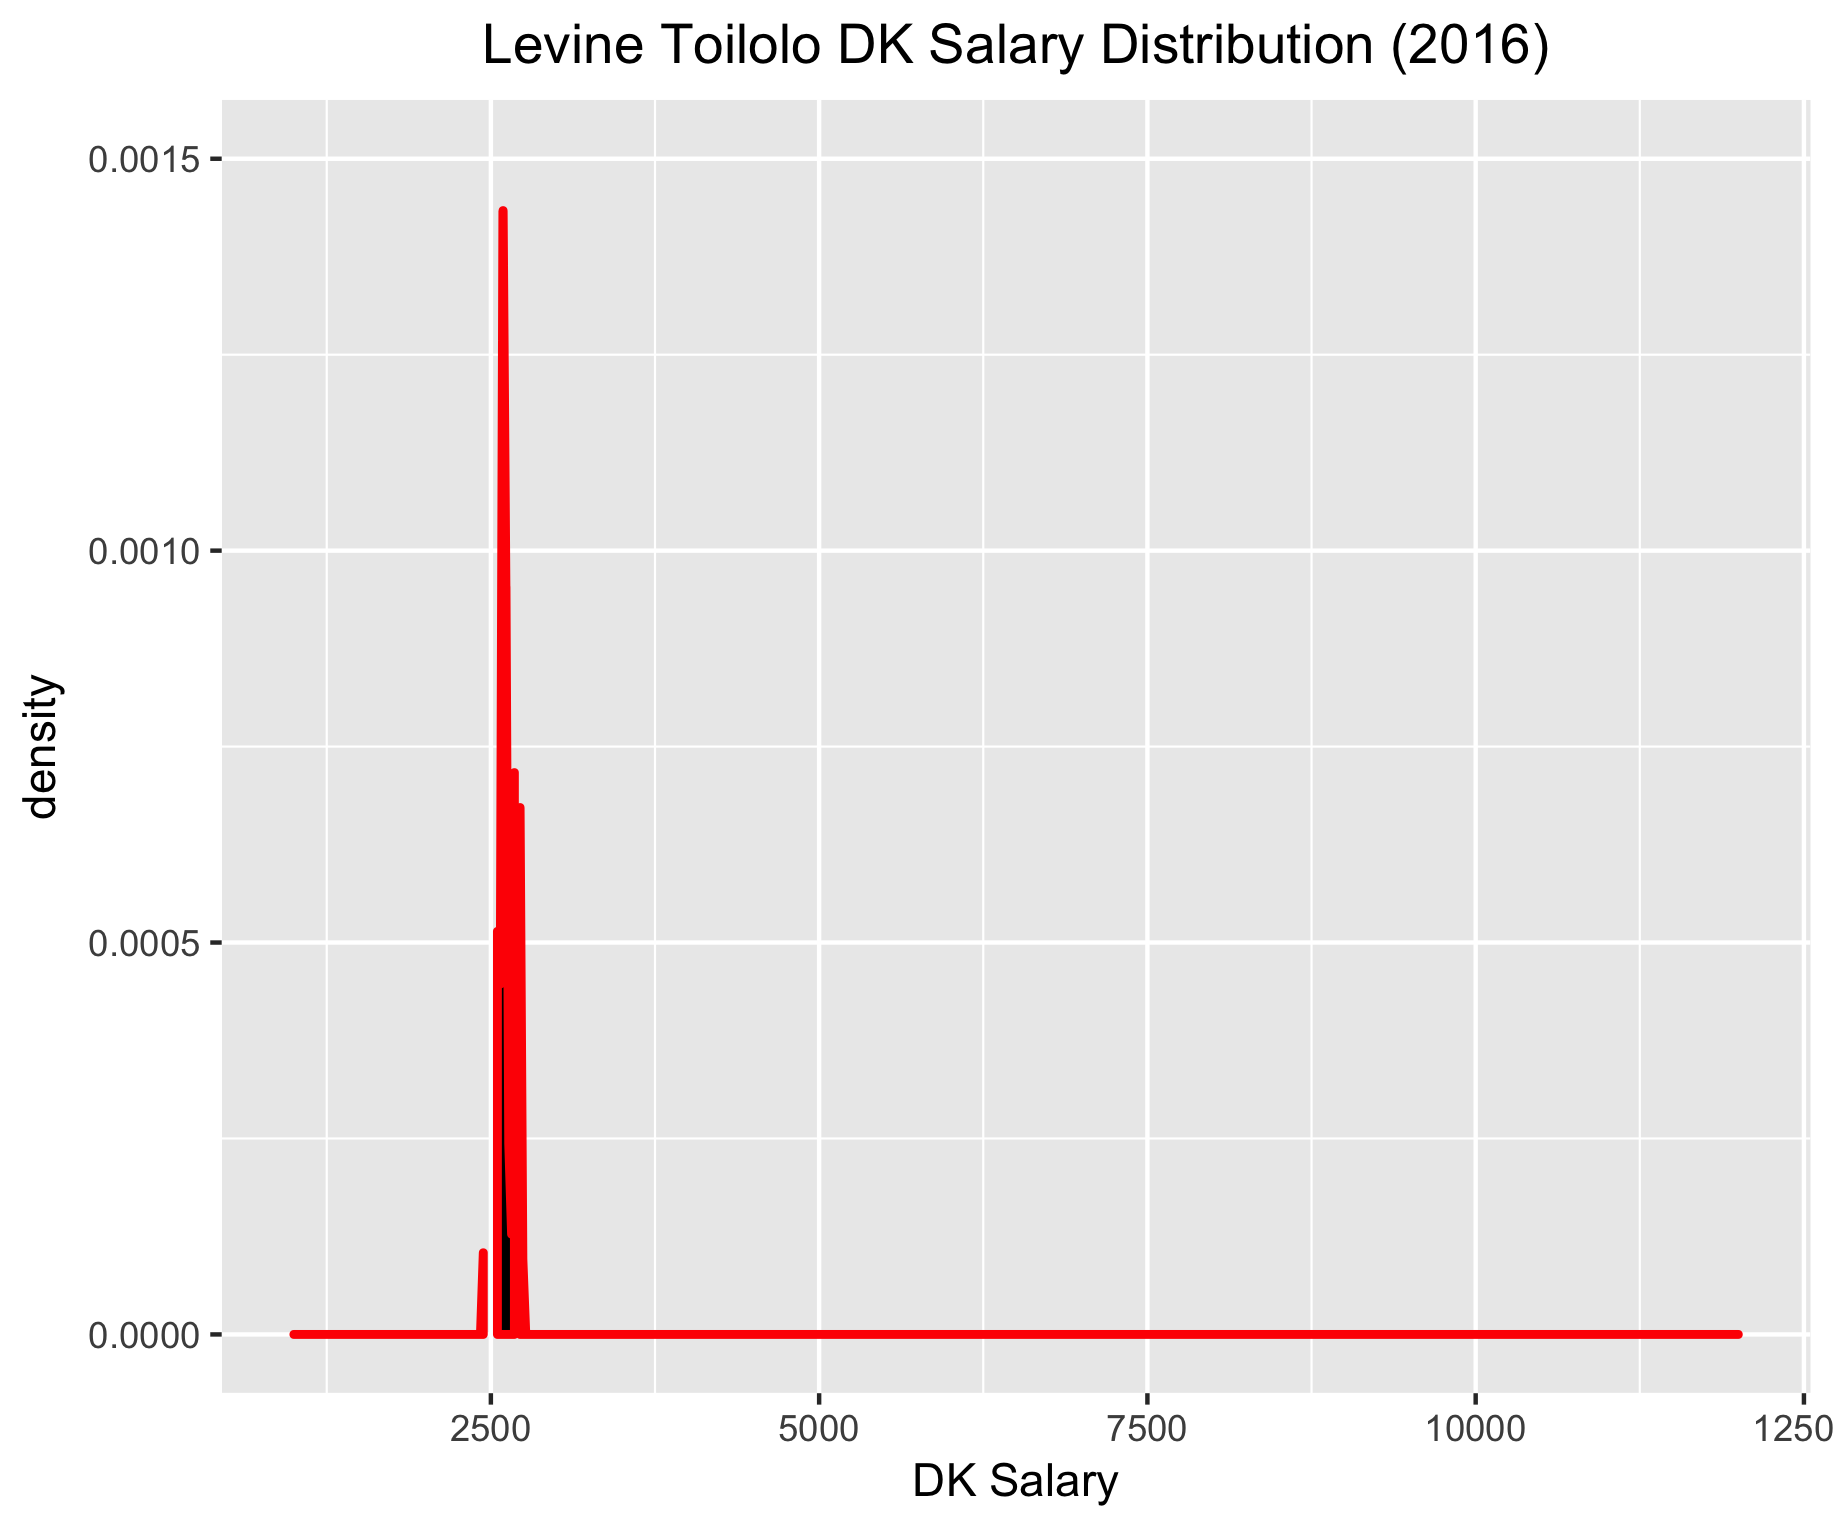 Levine Toilolo DK Salary Distribution (2016)
0.0015
0.0010
0.0005
0.0000
density
2500 5000 7500 10000 1250
DK Salary